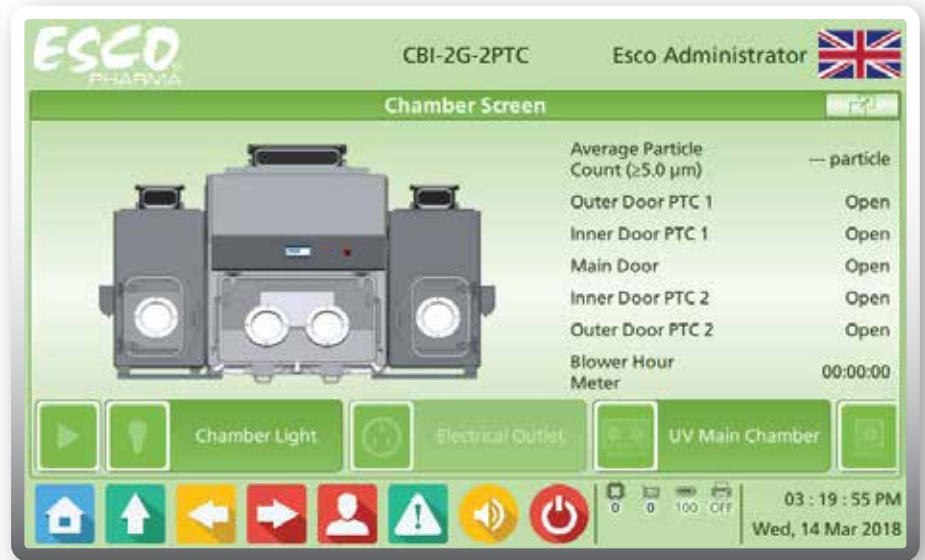 ESCO
PHARMA
CBI-2G-2PTC
Esco Administrator
Chamber Screen
Average Particle
Count (≥5.0 µm)
--- particle
Outer Door PTC 1 Open
Inner Door PTC 1 Open
Main Door Open
Inner Door PTC 2 Open
Outer Door PTC 2 Open
Blower Hour
Meter
00:00:00
Chamber Light
Electrical Outlet
UV Main Chamber
0 0 100 OFF
03 : 19 : 55 PM
Wed, 14 Mar 2018